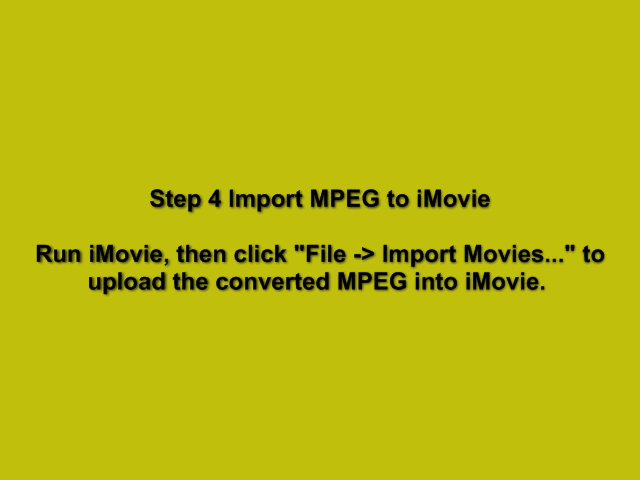 Step 4 Import MPEG to iMovie
Run iMovie, then click "File -> Import Movies..." to
upload the converted MPEG into iMovie.